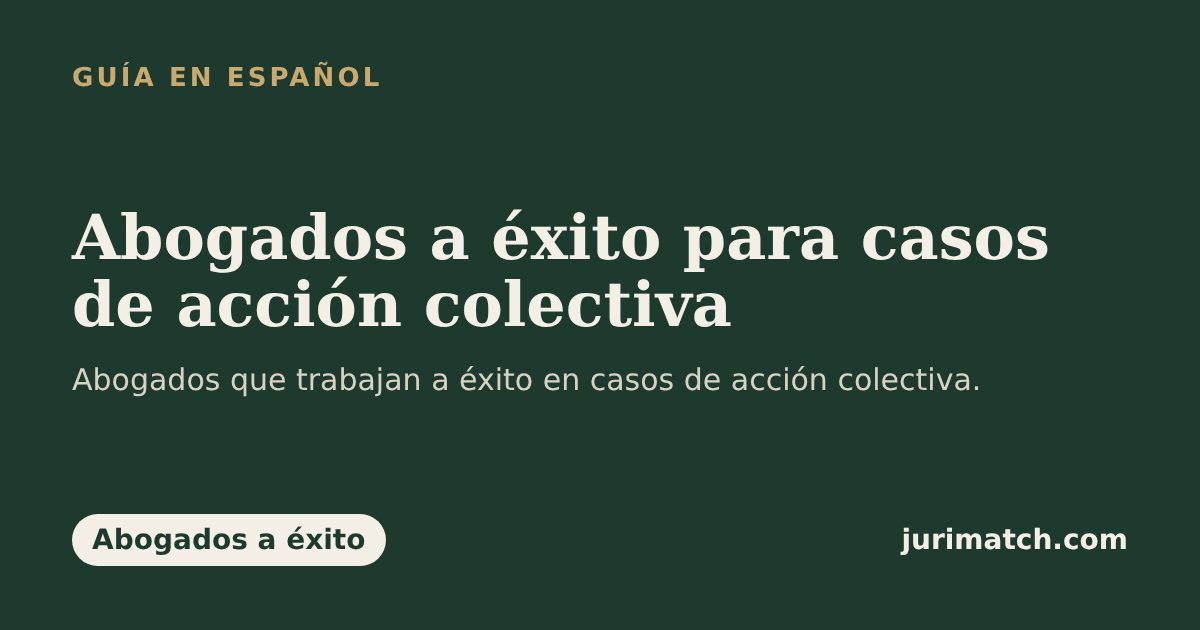 GUÍA EN ESPAÑOL
Abogados a éxito para casos
de acción colectiva
Abogados que trabajan a éxito en casos de acción colectiva.
Abogados a éxito
jurimatch.com